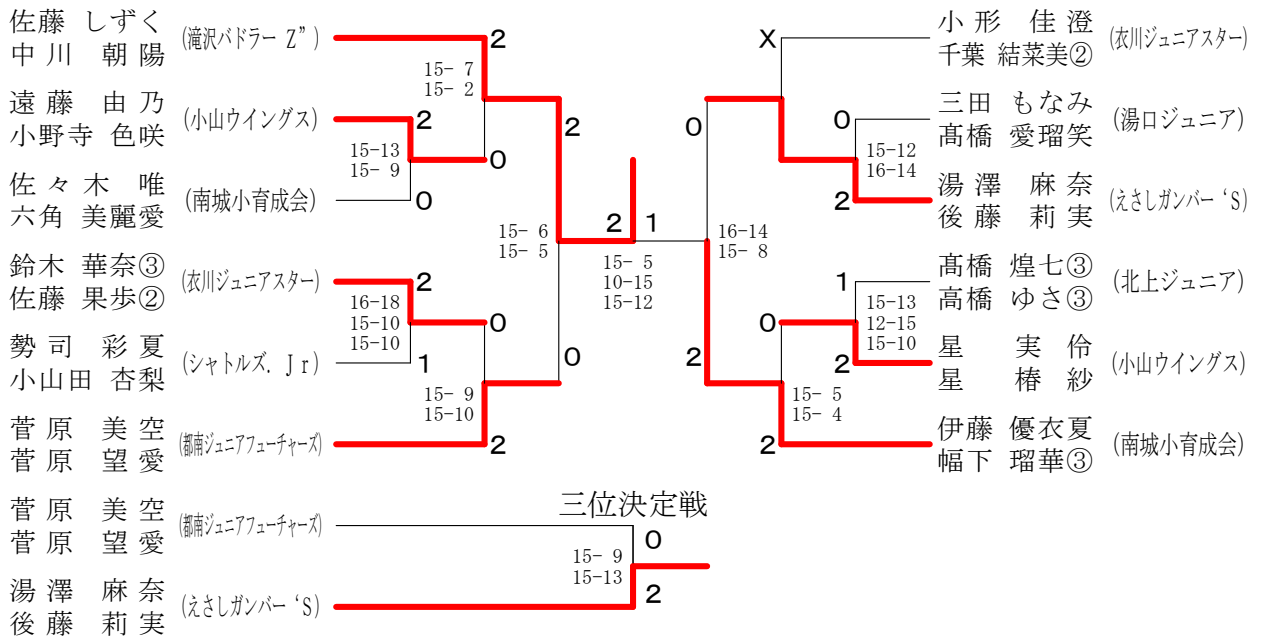 佐藤 しずく
中川 朝陽
(滝沢バドラー Z”)
2
15- 7
15- 2
遠藤 由乃
小野寺 色咲
(小山ウイングス)
2
0
15-13
15- 9
佐々木 唯
六角 美麗愛
(南城小育成会)
0
2
15- 6
15- 5
鈴木 華奈③
佐藤 果歩②
(衣川ジュニアスター)
2
0
16-18
15-10
15-10
勢司 彩夏
小山田 杏梨
(シャトルズ. Jr)
1
0
15- 9
15-10
菅原 美空
菅原 望愛
(都南ジュニアフューチャーズ)
2
2 1
15- 5
10-15
15-12
X
小形 佳澄
千葉 結菜美②
(衣川ジュニアスター)
0
0
三田 もなみ
髙橋 愛瑠笑
(湯口ジュニア)
15-12
16-14
2
湯澤 麻奈
後藤 莉実
(えさしガンバー‘S)
16-14
15- 8
1
髙橋 煌七③
高橋 ゆさ③
(北上ジュニア)
0
15-13
12-15
15-10
2
2
星 実伶
星 椿紗
(小山ウイングス)
15- 5
15- 4
2
伊藤 優衣夏
幅下 瑠華③
(南城小育成会)
三位決定戦
菅原 美空
菅原 望愛
(都南ジュニアフューチャーズ)
0
15- 9
15-13
湯澤 麻奈
後藤 莉実
(えさしガンバー‘S)
2